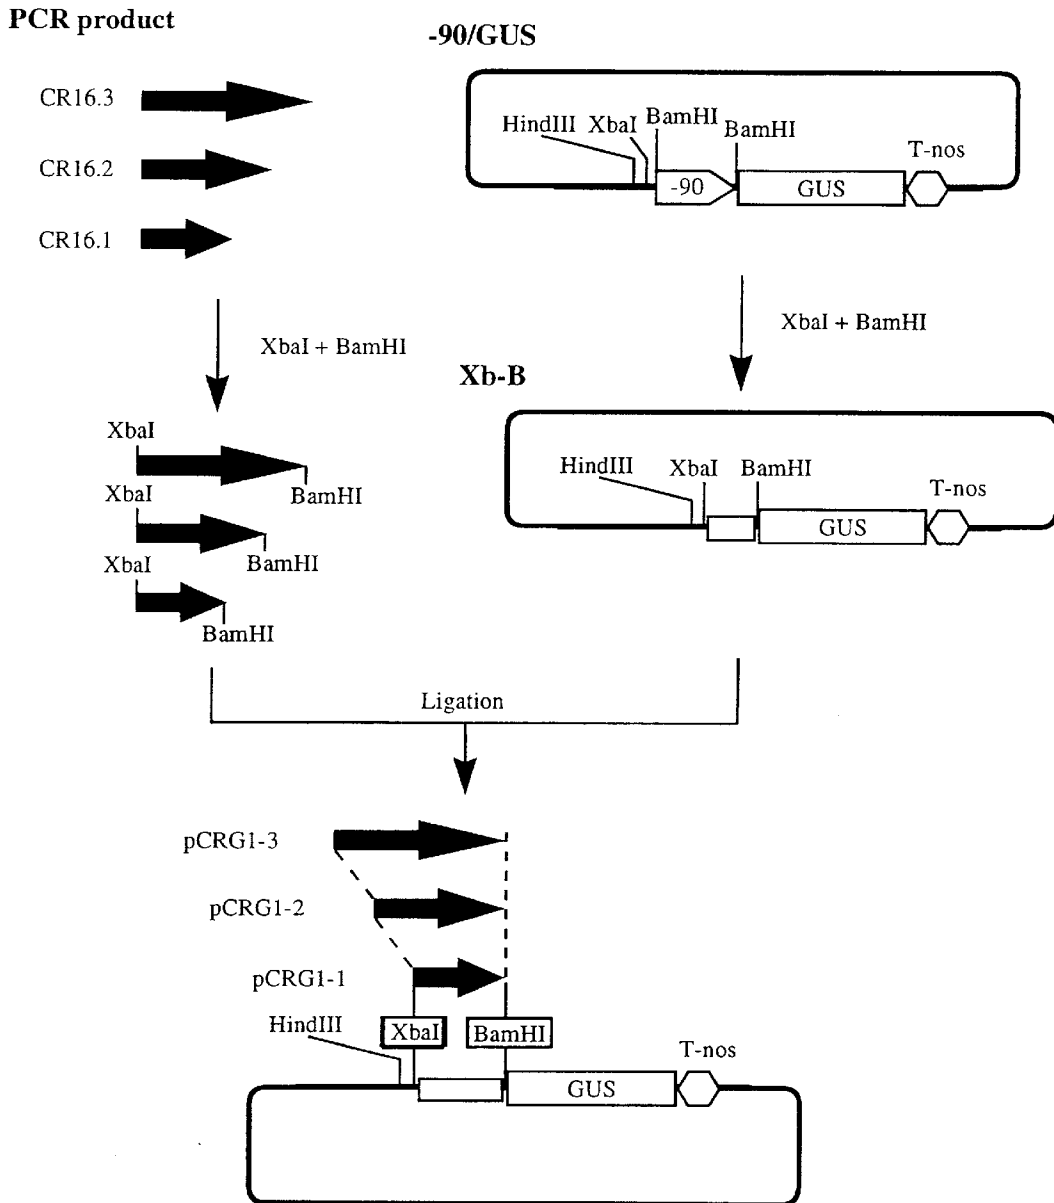 PCR product
-90/GUS
CR16.3
CR16.2
CR16.1
HindIII XbaI BamHI BamHI
T-nos
-90 GUS
XbaI + BamHI
XbaI + BamHI
Xb-B
XbaI
BamHI
XbaI
BamHI
XbaI
BamHI
HindIII XbaI BamHI
T-nos
GUS
Ligation
pCRG1-3
pCRG1-2
pCRG1-1
HindIII XbaI BamHI
T-nos
GUS